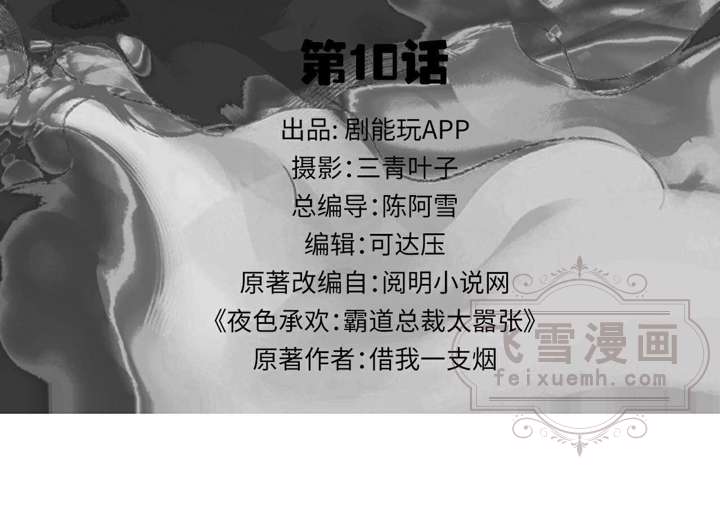 第10话
出品: 剧能玩APP
摄影：三青叶子
总编导：陈阿雪
编辑：可达压
原著改编自：阅明小说网
《夜色承欢：霸道总裁太嚣张》
原著作者：借我一支烟
飞雪漫画
feixuemh.com